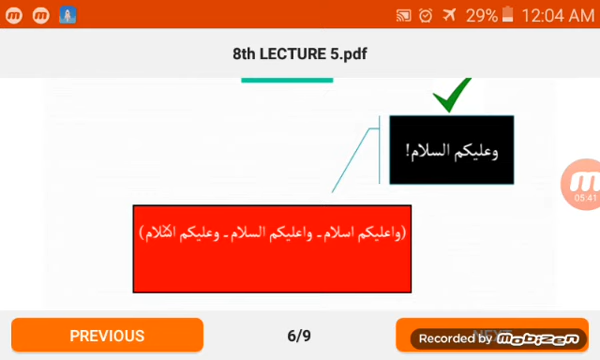 29% 12:04 AM
8th LECTURE 5.pdf
وعليكم السلام!
(واعليكم اسلام - واعليكم السلام - وعليكم
05:41
PREVIOUS
6/9
Recorded by MOBIZEN